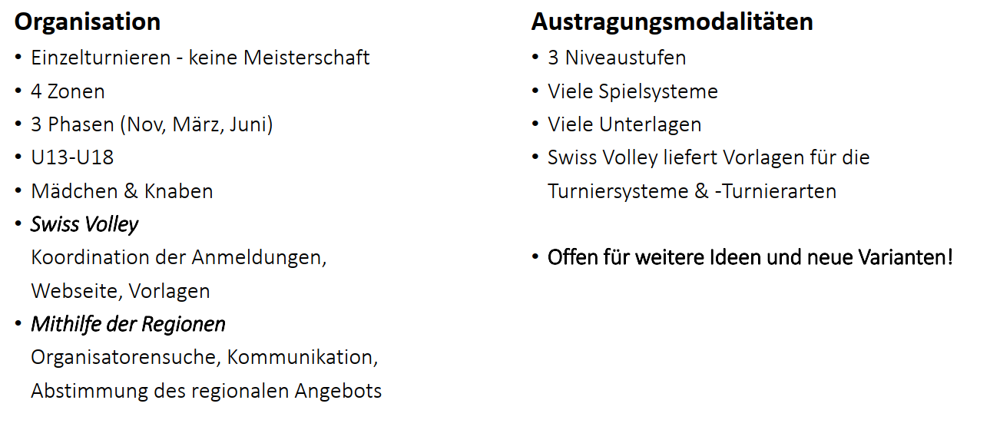 Organisation
• Einzelturnieren - keine Meisterschaft
• 4 Zonen
• 3 Phasen (Nov, März, Juni)
• U13-U18
• Mädchen & Knaben
• Swiss Volley
Koordination der Anmeldungen,
Webseite, Vorlagen
• Mithilfe der Regionen
Organisatorensuche, Kommunikation,
Abstimmung des regionalen Angebots
Austragungsmodalitäten
• 3 Niveaustufen
• Viele Spielsysteme
• Viele Unterlagen
• Swiss Volley liefert Vorlagen für die
Turniersysteme & -Turnierarten
• Offen für weitere Ideen und neue Varianten!